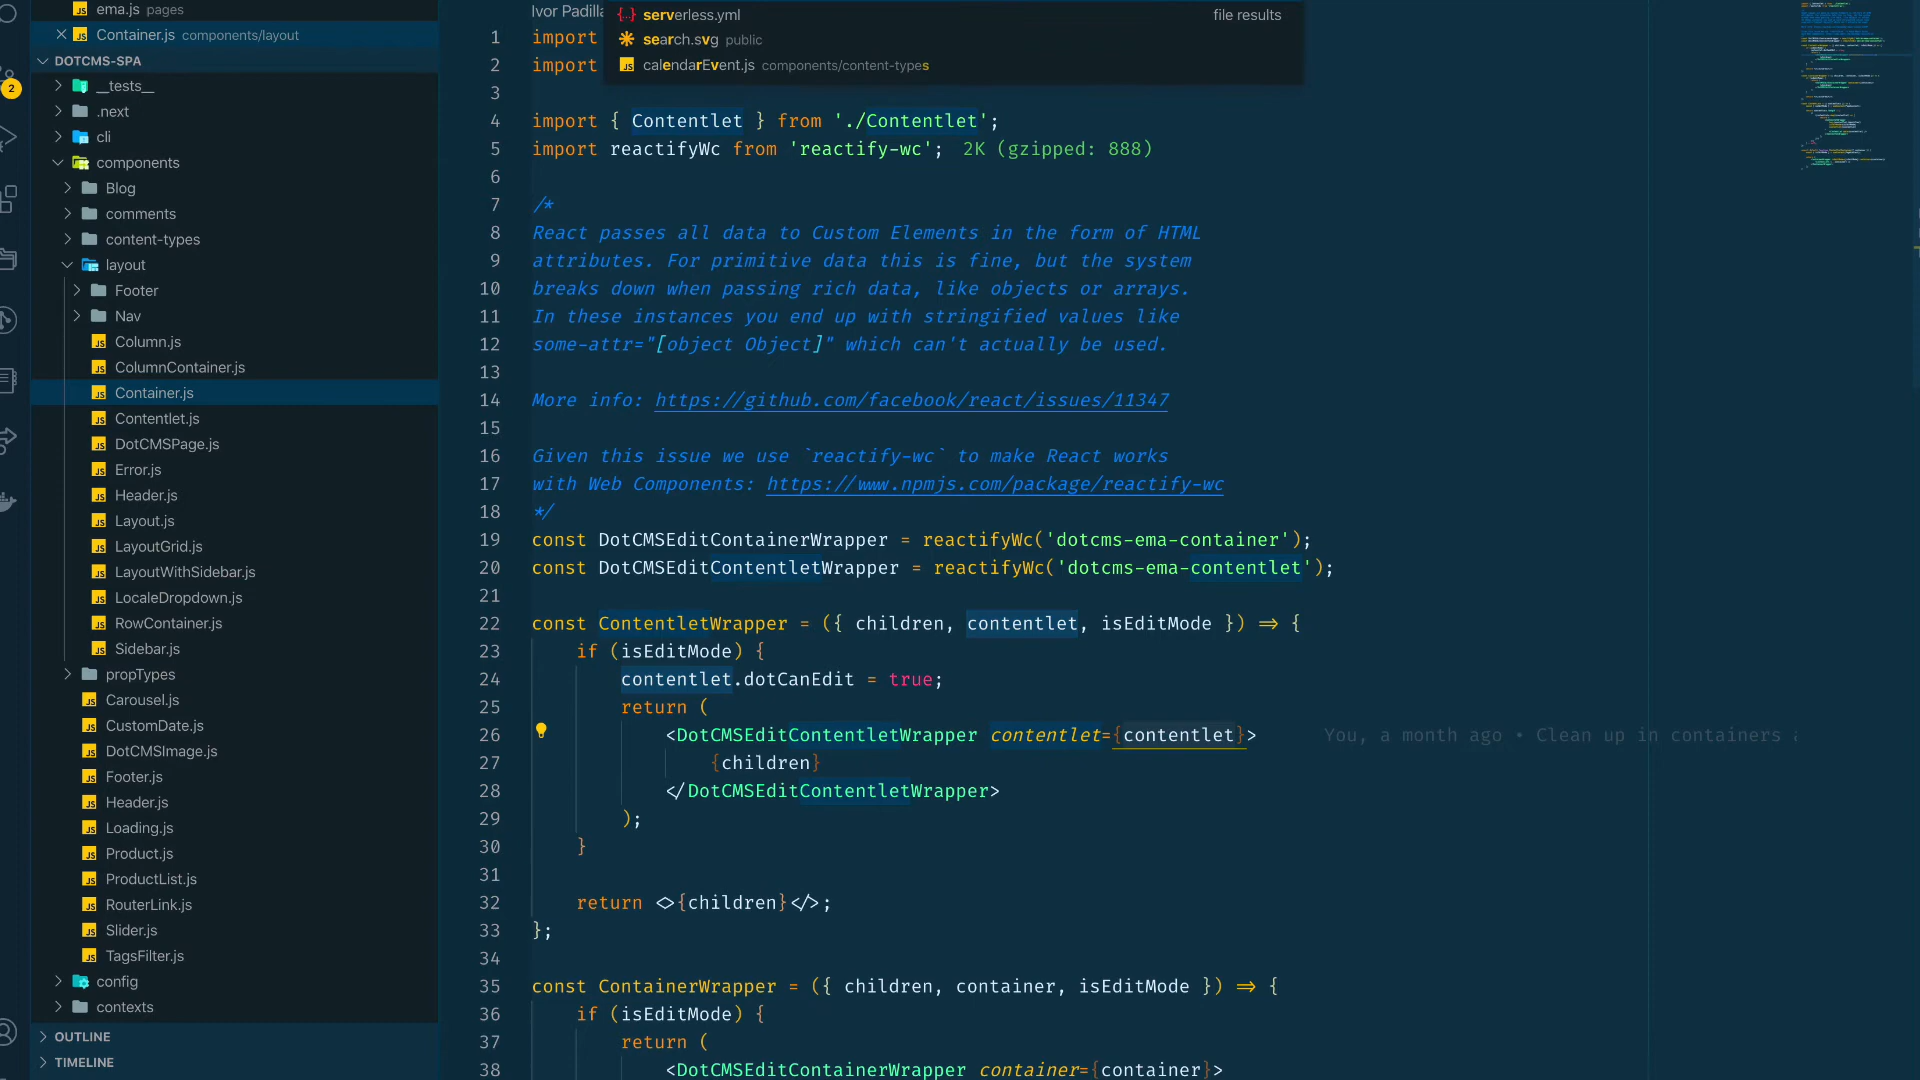 ema.js pages
Container.js components/layout
DOTCMS-SPA
__tests__
.next
cli
components
Blog
comments
content-types
layout
Footer
Nav
Column.js
ColumnContainer.js
Container.js
Contentlet.js
DotCMSPage.js
Error.js
Header.js
Layout.js
LayoutGrid.js
LayoutWithSidebar.js
LocaleDropdown.js
RowContainer.js
Sidebar.js
propTypes
Carousel.js
CustomDate.js
DotCMSImage.js
Footer.js
Header.js
Loading.js
Product.js
ProductList.js
RouterLink.js
Slider.js
TagsFilter.js
config
contexts
OUTLINE
TIMELINE
2
Ivor Padilla
serverless.yml file results
search.svg public
calendarEvent.js components/content-types
1 import
2 import
3
4 import { Contentlet } from './Contentlet';
5 import reactifyWc from 'reactify-wc'; 2K (gzipped: 888)
6
7 /*
8 React passes all data to Custom Elements in the form of HTML
9 attributes. For primitive data this is fine, but the system
10 breaks down when passing rich data, like objects or arrays.
11 In these instances you end up with stringified values like
12 some-attr="[object Object]" which can't actually be used.
13
14 More info: https://github.com/facebook/react/issues/11347
15
16 Given this issue we use `reactify-wc` to make React works
17 with Web Components: https://www.npmjs.com/package/reactify-wc
18 */
19 const DotCMSEditContainerWrapper = reactifyWc('dotcms-ema-container');
20 const DotCMSEditContentletWrapper = reactifyWc('dotcms-ema-contentlet');
21
22 const ContentletWrapper = ({ children, contentlet, isEditMode }) => {
23 if (isEditMode) {
24 contentlet.dotCanEdit = true;
25 return (
26 <DotCMSEditContentletWrapper contentlet={contentlet}> You, a month ago • Clean up in containers
27 {children}
28 </DotCMSEditContentletWrapper>
29 );
30 }
31
32 return <>{children}</>;
33 };
34
35 const ContainerWrapper = ({ children, container, isEditMode }) => {
36 if (isEditMode) {
37 return (
38 <DotCMSEditContainerWrapper container={container}>